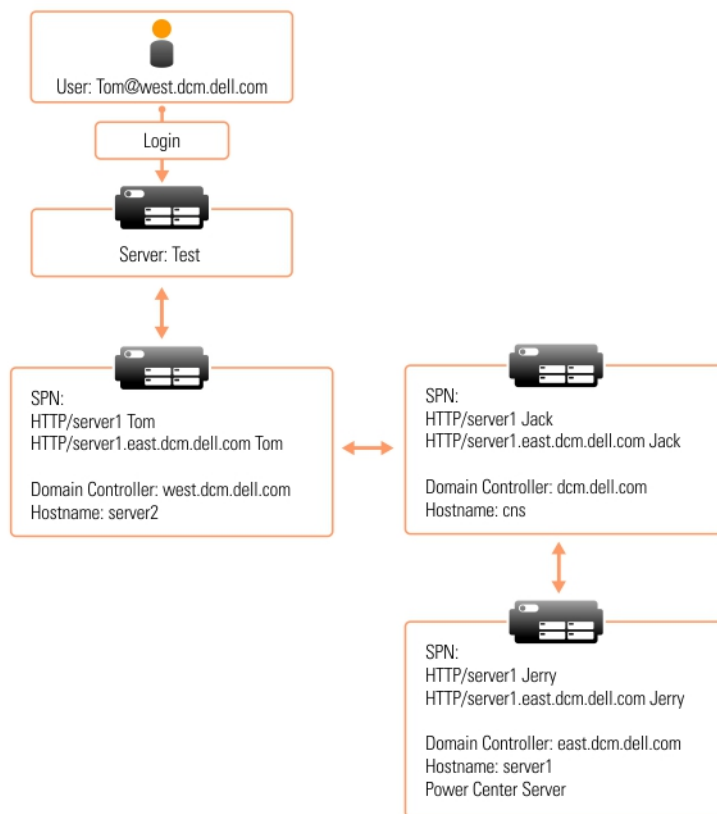 User: Tom@west.dcm.dell.com
Login
Server: Test
SPN:
HTTP/server1 Tom
HTTP/server1.east.dcm.dell.com Tom
Domain Controller: west.dcm.dell.com
Hostname: server2
SPN:
HTTP/server1 Jack
HTTP/server1.east.dcm.dell.com Jack
Domain Controller: dcm.dell.com
Hostname: cns
SPN:
HTTP/server1 Jerry
HTTP/server1.east.dcm.dell.com Jerry
Domain Controller: east.dcm.dell.com
Hostname: server1
Power Center Server